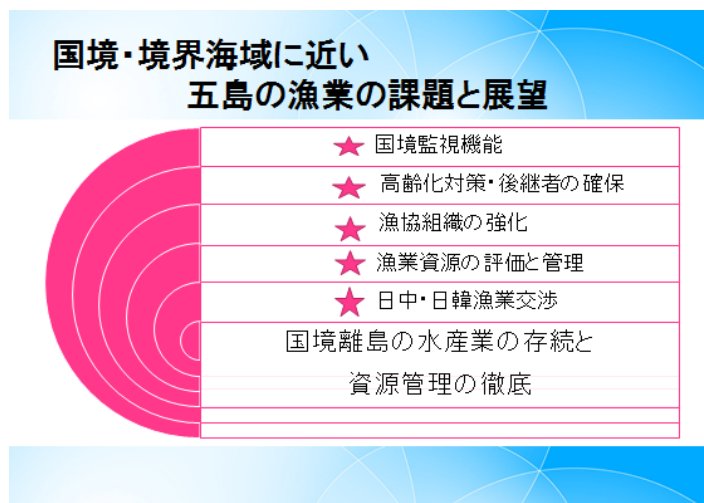 国境・境界海域に近い
五島の漁業の課題と展望
★ 国境監視機能
★ 高齢化対策・後継者の確保
★ 漁協組織の強化
★ 漁業資源の評価と管理
★ 日中・日韓漁業交渉
国境離島の水産業の存続と
資源管理の徹底